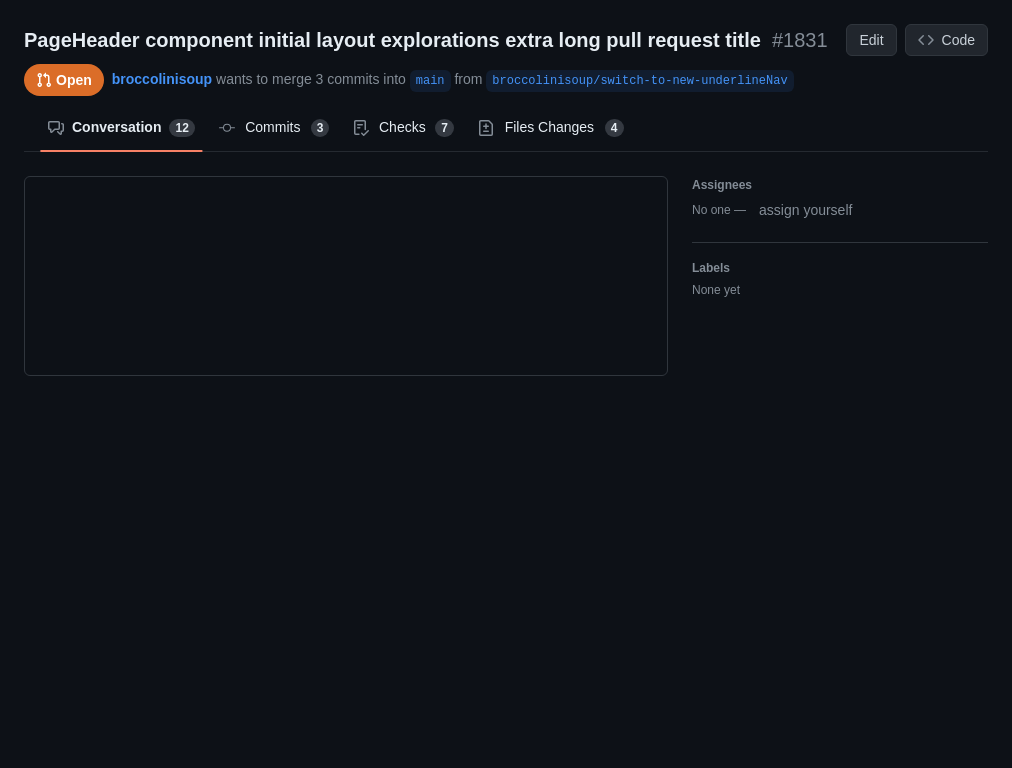 PageHeader component initial layout explorations extra long pull request title #1831 Edit Code
Open broccolinisoup wants to merge 3 commits into main from broccolinisoup/switch-to-new-underlineNav
Conversation 12 Commits 3 Checks 7 Files Changes 4
Assignees
No one — assign yourself
Labels
None yet